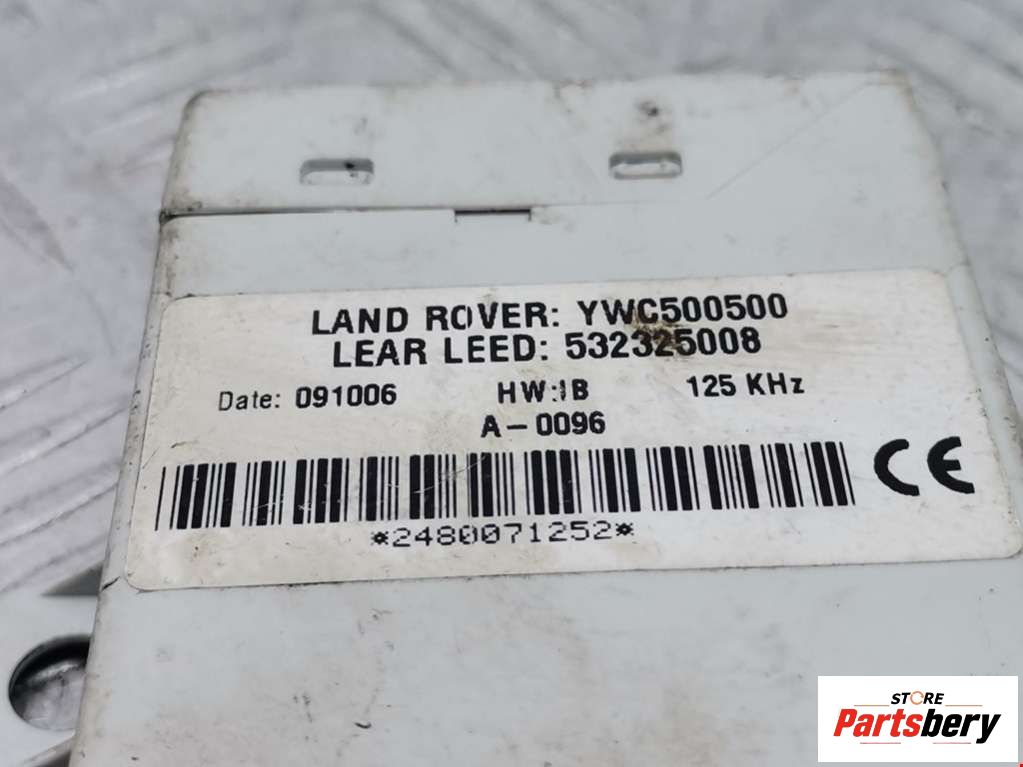 LAND ROVER: YWC500500
LEAR LEED: 532325008
Date: 091006 HW:IB 125 KHz
A-0096
CE
*2480071252*
STORE
Partsbery